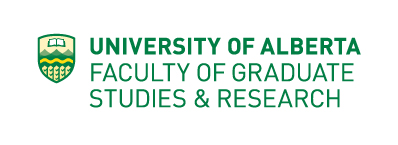 UNIVERSITY OF ALBERTA
FACULTY OF GRADUATE
STUDIES & RESEARCH